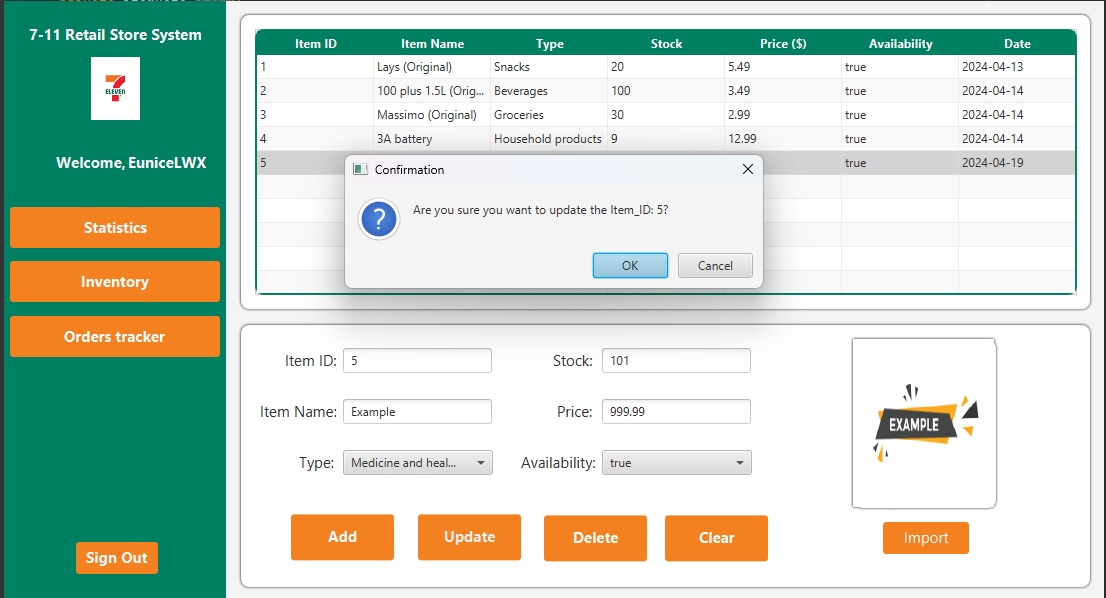 7-11 Retail Store System
ELEVEN
Welcome, EuniceLWX
Statistics
Inventory
Orders tracker
Sign Out
Item ID Item Name Type Stock Price ($) Availability Date
1 Lays (Original) Snacks 20 5.49 true 2024-04-13
2 100 plus 1.5L (Orig... Beverages 100 3.49 true 2024-04-14
3 Massimo (Original) Groceries 30 2.99 true 2024-04-14
4 3A battery Household products 9 12.99 true 2024-04-14
5 true 2024-04-19
Confirmation
Are you sure you want to update the Item_ID: 5?
OK Cancel
Item ID: 5 Stock: 101
Item Name: Example Price: 999.99
Type: Medicine and heal... Availability: true
EXAMPLE
Add Update Delete Clear Import